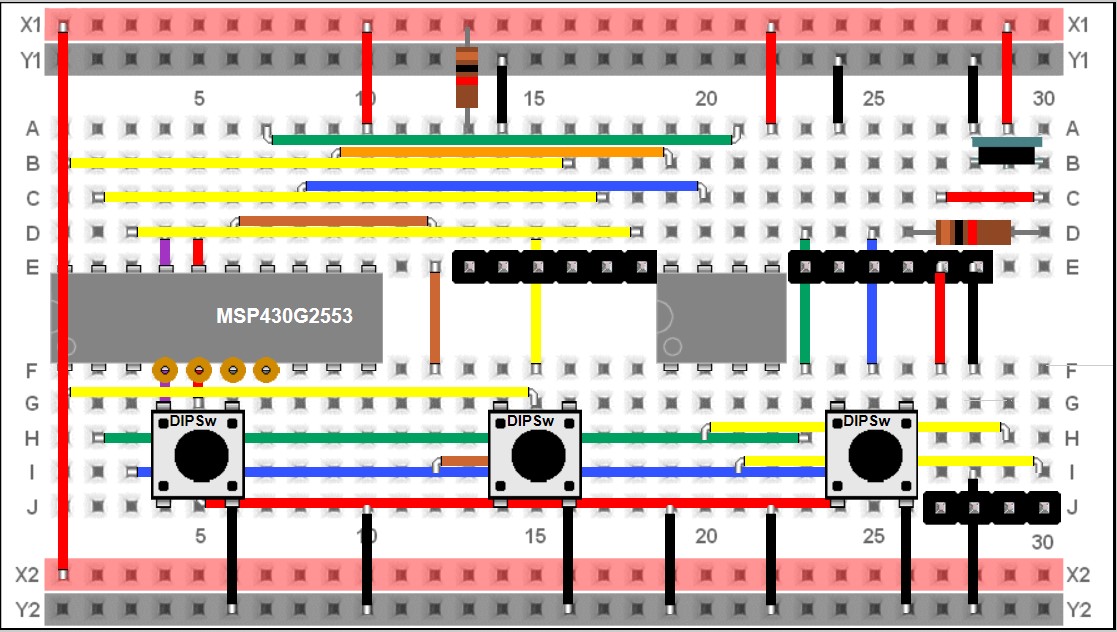 X1 X1
Y1 Y1
5 10 15 20 25 30
A A
B B
C C
D D
E E
MSP430G2553
F F
G G
DIPSw DIPSw DIPSw
H H
I I
J J
5 10 15 20 25 30
X2 X2
Y2 Y2